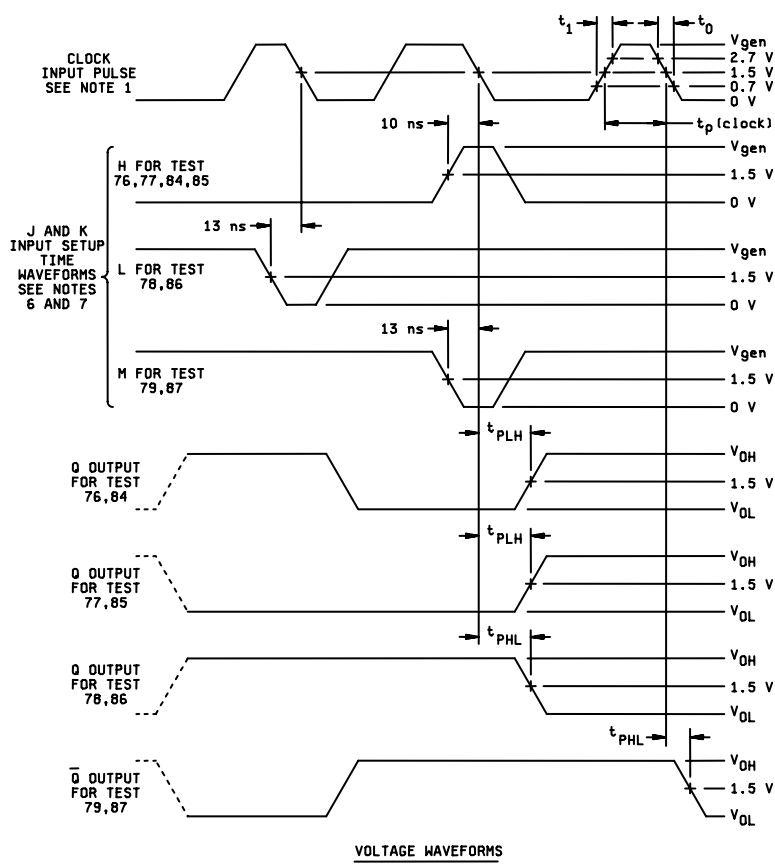 t1
t0
CLOCK
INPUT PULSE
SEE NOTE 1
Vgen
2.7 V
1.5 V
0.7 V
0 V
tp(clock)
10 ns
H FOR TEST
76,77,84,85
Vgen
1.5 V
0 V
J AND K
INPUT SETUP
TIME
WAVEFORMS
SEE NOTES
6 AND 7
13 ns
L FOR TEST
78,86
Vgen
1.5 V
0 V
13 ns
M FOR TEST
79,87
Vgen
1.5 V
0 V
tPLH
Q OUTPUT
FOR TEST
76,84
VOH
1.5 V
VOL
tPLH
Q OUTPUT
FOR TEST
77,85
VOH
1.5 V
VOL
tPHL
Q OUTPUT
FOR TEST
78,86
VOH
1.5 V
VOL
tPHL
Q̅ OUTPUT
FOR TEST
79,87
VOH
1.5 V
VOL
VOLTAGE WAVEFORMS